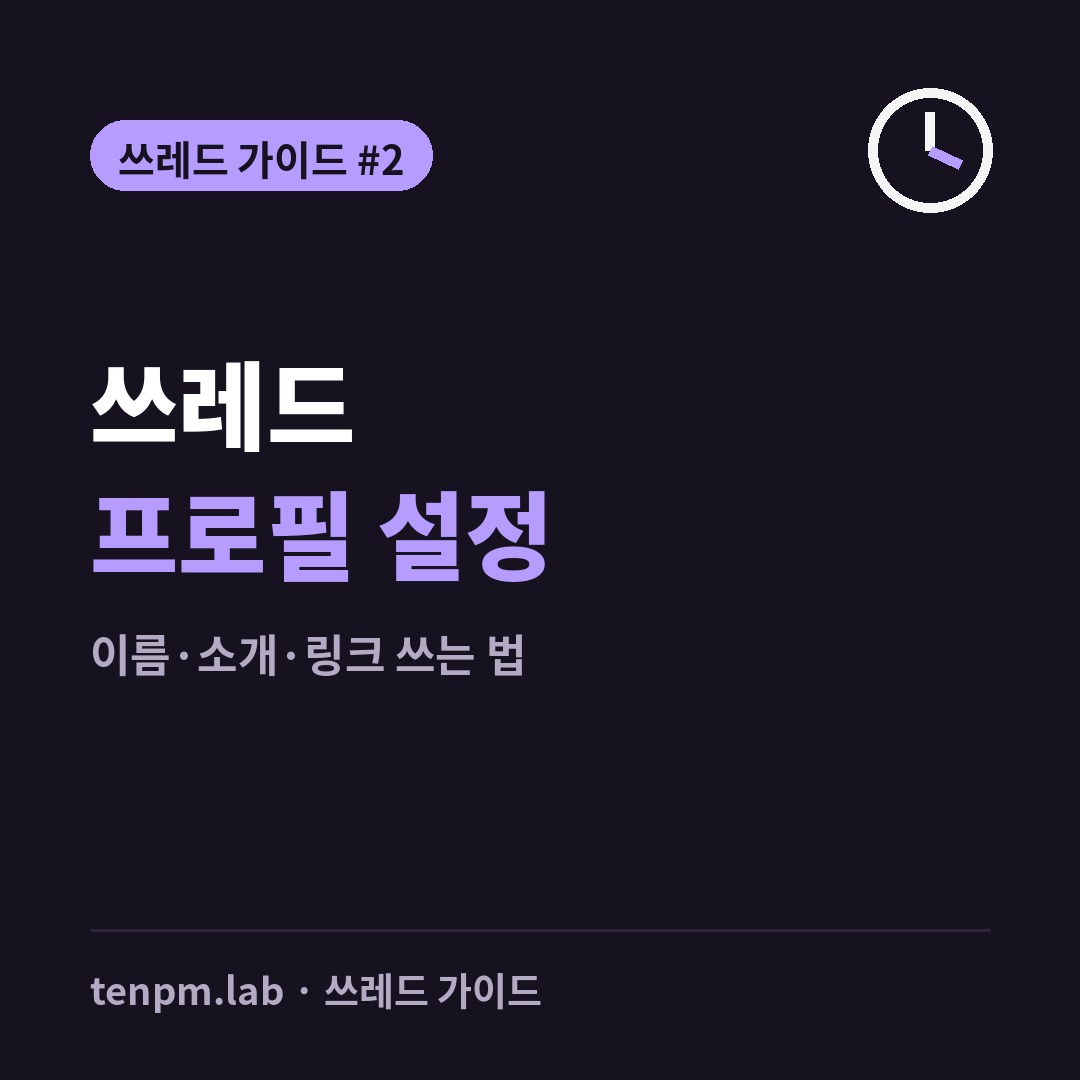 쓰레드 가이드 #2
쓰레드
프로필 설정
이름·소개·링크 쓰는 법
tenpm.lab · 쓰레드 가이드